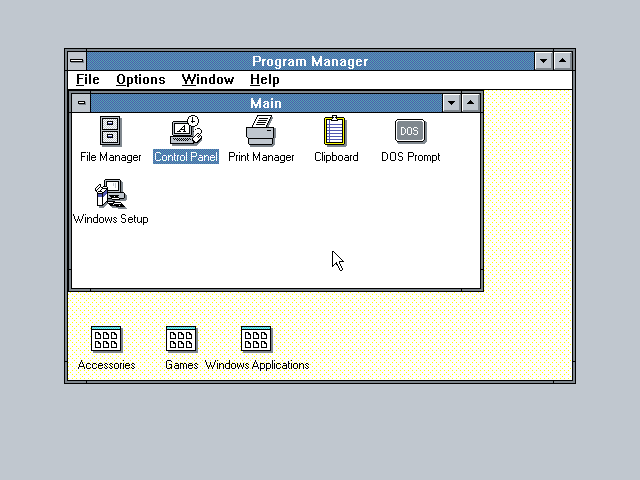 Program Manager
File Options Window Help
Main
File Manager Control Panel Print Manager Clipboard DOS Prompt
DOS
Windows Setup
Accessories Games Windows Applications